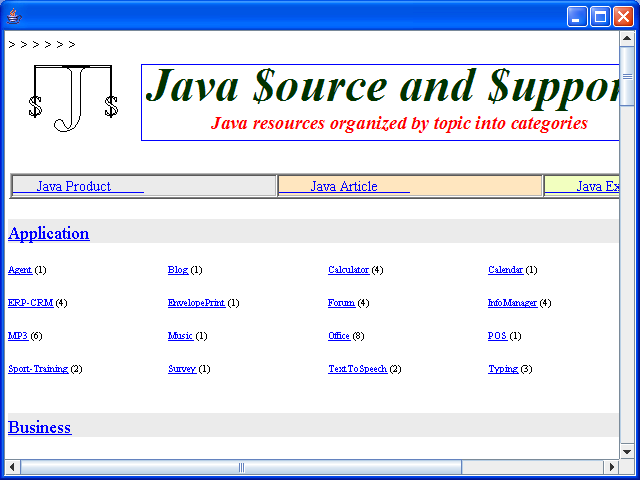 > > > > > >
$ J $
Java $ource and $uppor
Java resources organized by topic into categories
Java Product Java Article Java Ex
Application
Agent (1) Blog (1) Calculator (4) Calendar (1)
ERP-CRM (4) EnvelopePrint (1) Forum (4) InfoManager (4)
MP3 (6) Music (1) Office (8) POS (1)
Sport-Training (2) Survey (1) TextToSpeech (2) Typing (3)
Business